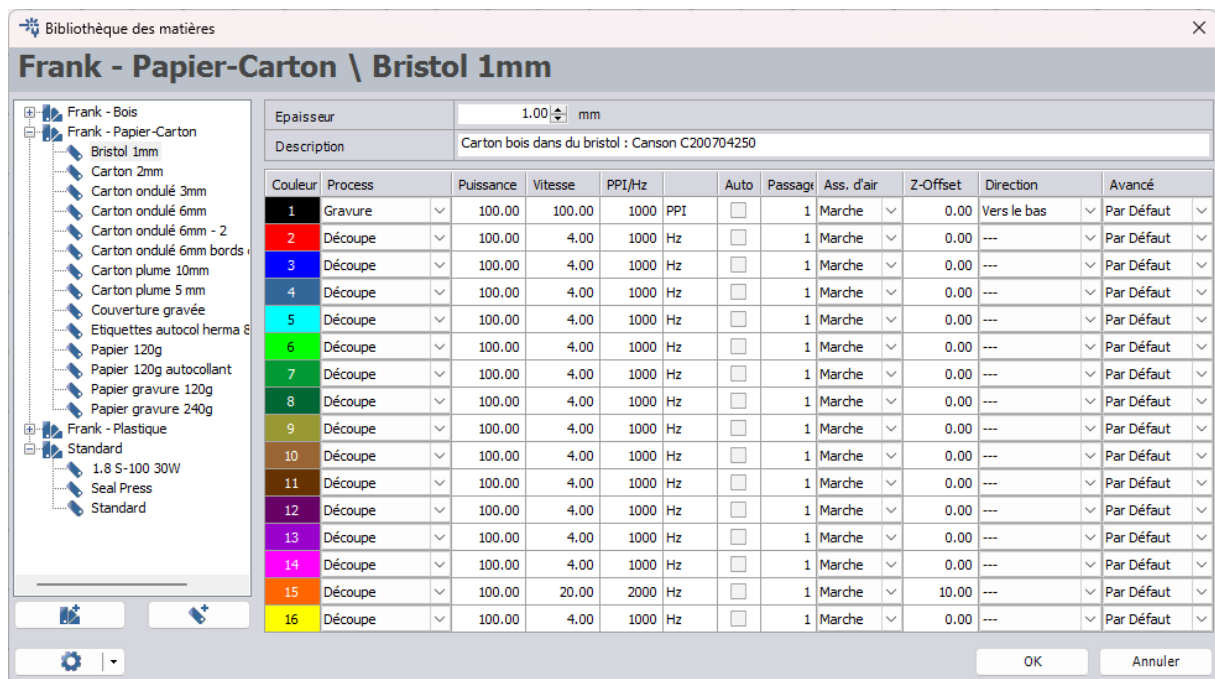 Bibliothèque des matières
Frank - Papier-Carton \ Bristol 1mm
Frank - Bois
Frank - Papier-Carton
Bristol 1mm
Carton 2mm
Carton ondulé 3mm
Carton ondulé 6mm
Carton ondulé 6mm - 2
Carton ondulé 6mm bords
Carton plume 10mm
Carton plume 5 mm
Couverture gravée
Etiquettes autocol herma 8
Papier 120g
Papier 120g autocollant
Papier gravure 120g
Papier gravure 240g
Frank - Plastique
Standard
1.8 S-100 30W
Seal Press
Standard
Epaisseur 1.00 mm
Description Carton bois dans du bristol : Canson C200704250
Couleur Process Puissance Vitesse PPI/Hz Auto Passage Ass. d'air Z-Offset Direction Avancé
1 Gravure 100.00 100.00 1000 PPI 1 Marche 0.00 Vers le bas Par Défaut
2 Découpe 100.00 4.00 1000 Hz 1 Marche 0.00 --- Par Défaut
3 Découpe 100.00 4.00 1000 Hz 1 Marche 0.00 --- Par Défaut
4 Découpe 100.00 4.00 1000 Hz 1 Marche 0.00 --- Par Défaut
5 Découpe 100.00 4.00 1000 Hz 1 Marche 0.00 --- Par Défaut
6 Découpe 100.00 4.00 1000 Hz 1 Marche 0.00 --- Par Défaut
7 Découpe 100.00 4.00 1000 Hz 1 Marche 0.00 --- Par Défaut
8 Découpe 100.00 4.00 1000 Hz 1 Marche 0.00 --- Par Défaut
9 Découpe 100.00 4.00 1000 Hz 1 Marche 0.00 --- Par Défaut
10 Découpe 100.00 4.00 1000 Hz 1 Marche 0.00 --- Par Défaut
11 Découpe 100.00 4.00 1000 Hz 1 Marche 0.00 --- Par Défaut
12 Découpe 100.00 4.00 1000 Hz 1 Marche 0.00 --- Par Défaut
13 Découpe 100.00 4.00 1000 Hz 1 Marche 0.00 --- Par Défaut
14 Découpe 100.00 4.00 1000 Hz 1 Marche 0.00 --- Par Défaut
15 Découpe 100.00 20.00 2000 Hz 1 Marche 10.00 --- Par Défaut
16 Découpe 100.00 4.00 1000 Hz 1 Marche 0.00 --- Par Défaut
OK Annuler